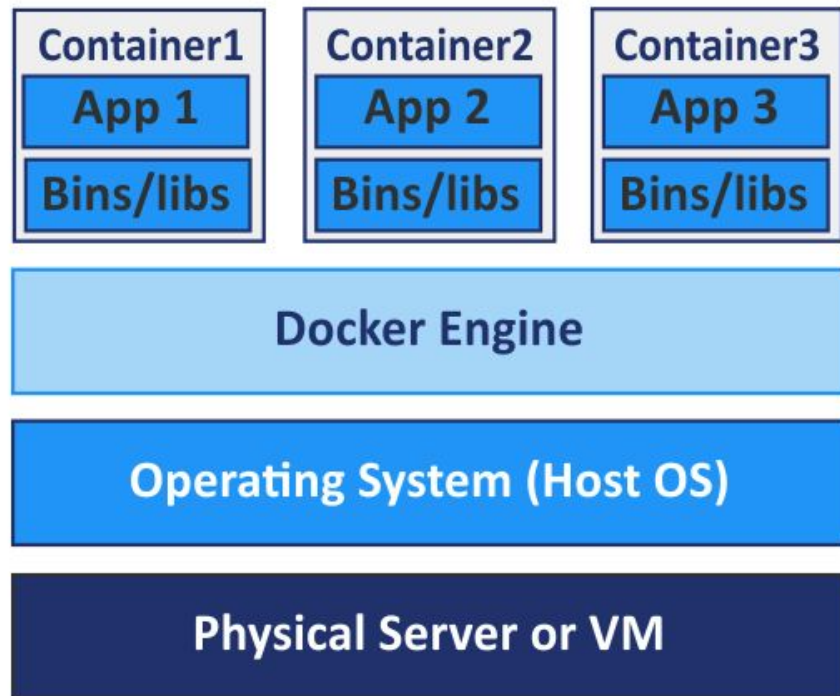 Container1 Container2 Container3
App 1 App 2 App 3
Bins/libs Bins/libs Bins/libs
Docker Engine
Operating System (Host OS)
Physical Server or VM